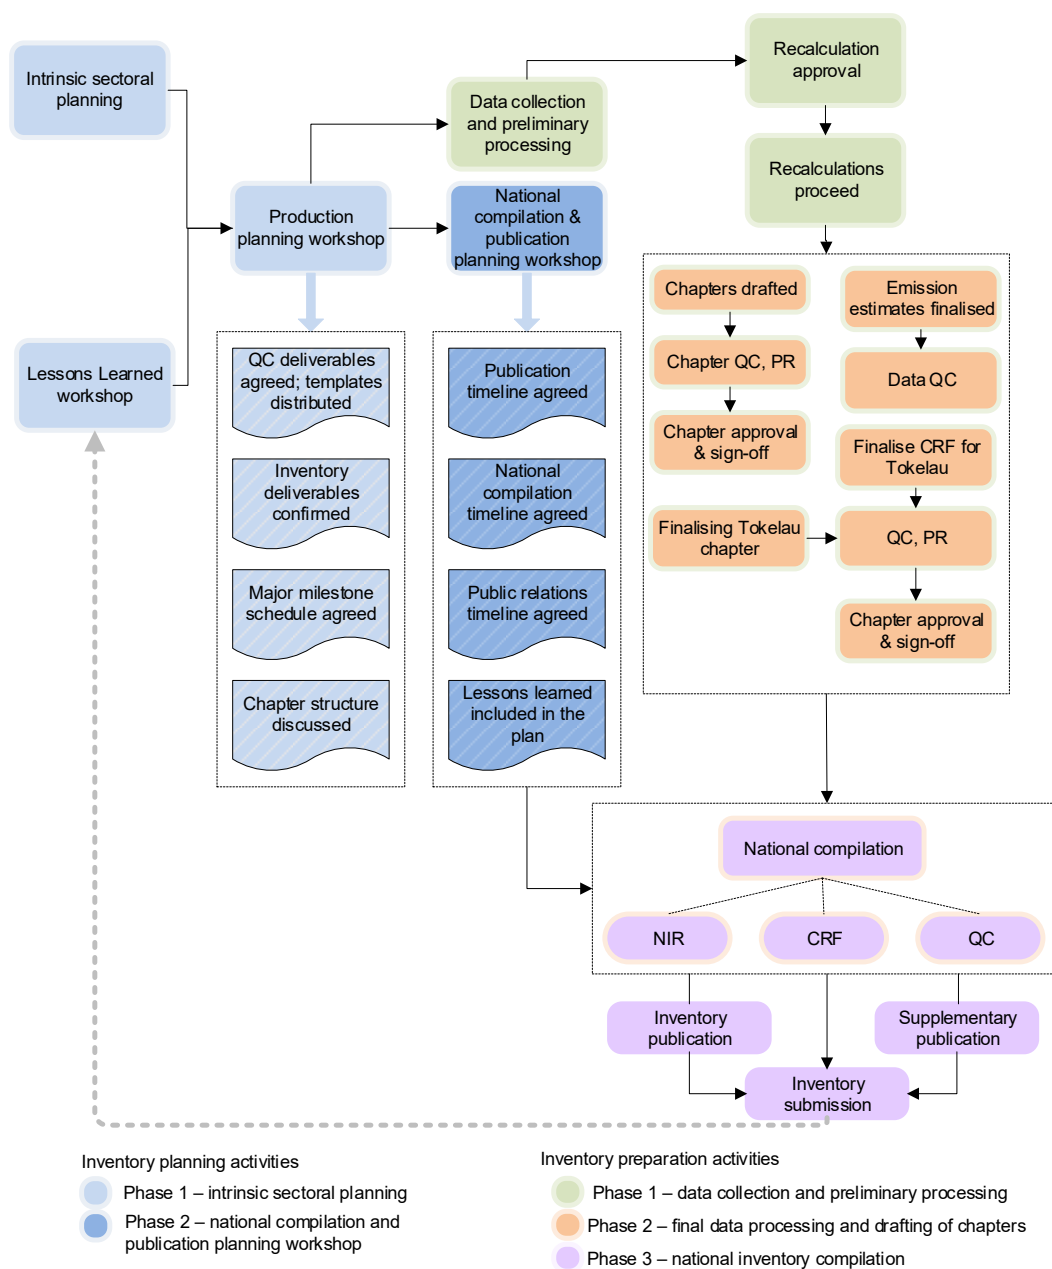 Intrinsic sectoral
planning
Lessons Learned
workshop
Production
planning workshop
Data collection
and preliminary
processing
National
compilation &
publication
planning workshop
Recalculation
approval
Recalculations
proceed
QC deliverables
agreed; templates
distributed
Inventory
deliverables
confirmed
Major milestone
schedule agreed
Chapter structure
discussed
Publication
timeline agreed
National
compilation
timeline agreed
Public relations
timeline agreed
Lessons learned
included in the
plan
Chapters drafted
Chapter QC, PR
Chapter approval
& sign-off
Emission
estimates finalised
Data QC
Finalise CRF for
Tokelau
Finalising Tokelau
chapter
QC, PR
Chapter approval
& sign-off
National compilation
NIR
CRF
QC
Inventory
publication
Supplementary
publication
Inventory
submission
Inventory planning activities
Phase 1 – intrinsic sectoral planning
Phase 2 – national compilation and
publication planning workshop
Inventory preparation activities
Phase 1 – data collection and preliminary processing
Phase 2 – final data processing and drafting of chapters
Phase 3 – national inventory compilation